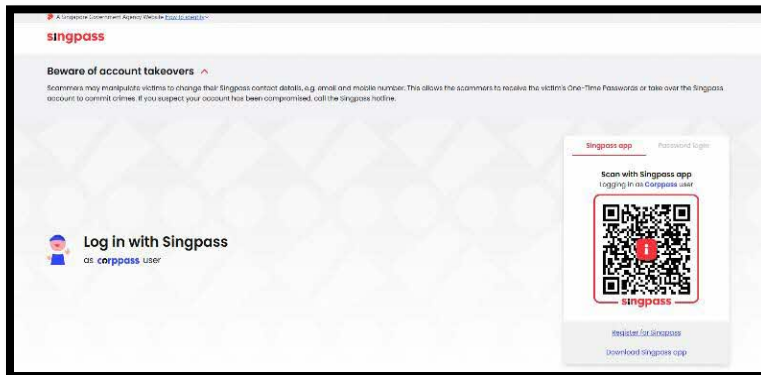 A Singapore Government Agency Website How to identify
singpass
Beware of account takeovers
Scammers may manipulate victims to change their Singpass contact details, e.g. email and mobile number. This allows the scammers to receive the victim's One-Time Passwords or take over the Singpass
account to commit crimes. If you suspect your account has been compromised, call the Singpass hotline.
Singpass app Password login
Scan with Singpass app
Logging in as Corppass user
Log in with Singpass
as corppass user
singpass
Register for Singpass
Download Singpass app